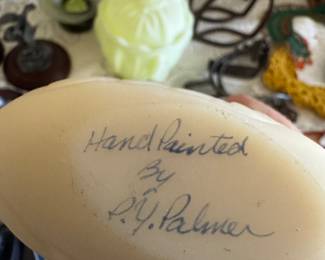 Hand Painted
By
P. Y. Palmer